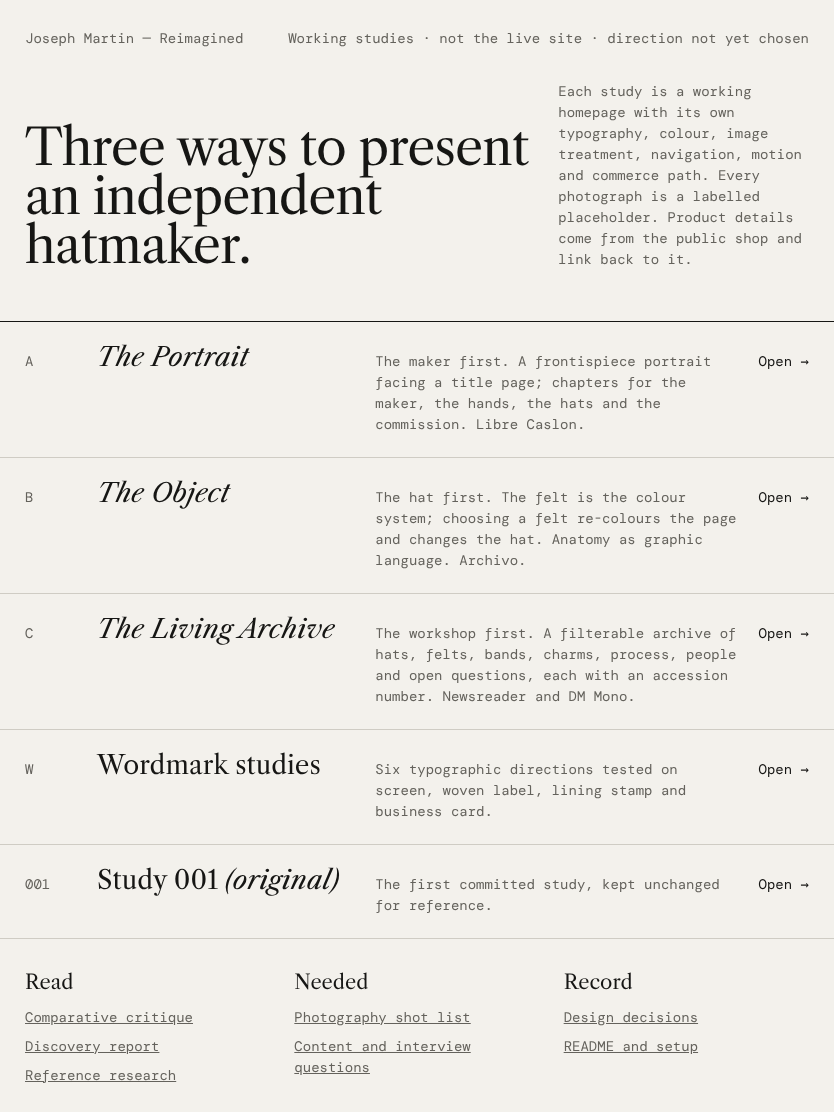 Joseph Martin — Reimagined
Working studies · not the live site · direction not yet chosen
Three ways to present
an independent
hatmaker.
Each study is a working
homepage with its own
typography, colour, image
treatment, navigation, motion
and commerce path. Every
photograph is a labelled
placeholder. Product details
come from the public shop and
link back to it.
A
The Portrait
The maker first. A frontispiece portrait
facing a title page; chapters for the
maker, the hands, the hats and the
commission. Libre Caslon.
Open →
B
The Object
The hat first. The felt is the colour
system; choosing a felt re-colours the page
and changes the hat. Anatomy as graphic
language. Archivo.
Open →
C
The Living Archive
The workshop first. A filterable archive of
hats, felts, bands, charms, process, people
and open questions, each with an accession
number. Newsreader and DM Mono.
Open →
W
Wordmark studies
Six typographic directions tested on
screen, woven label, lining stamp and
business card.
Open →
001
Study 001 (original)
The first committed study, kept unchanged
for reference.
Open →
Read
Comparative critique
Discovery report
Reference research
Needed
Photography shot list
Content and interview
questions
Record
Design decisions
README and setup